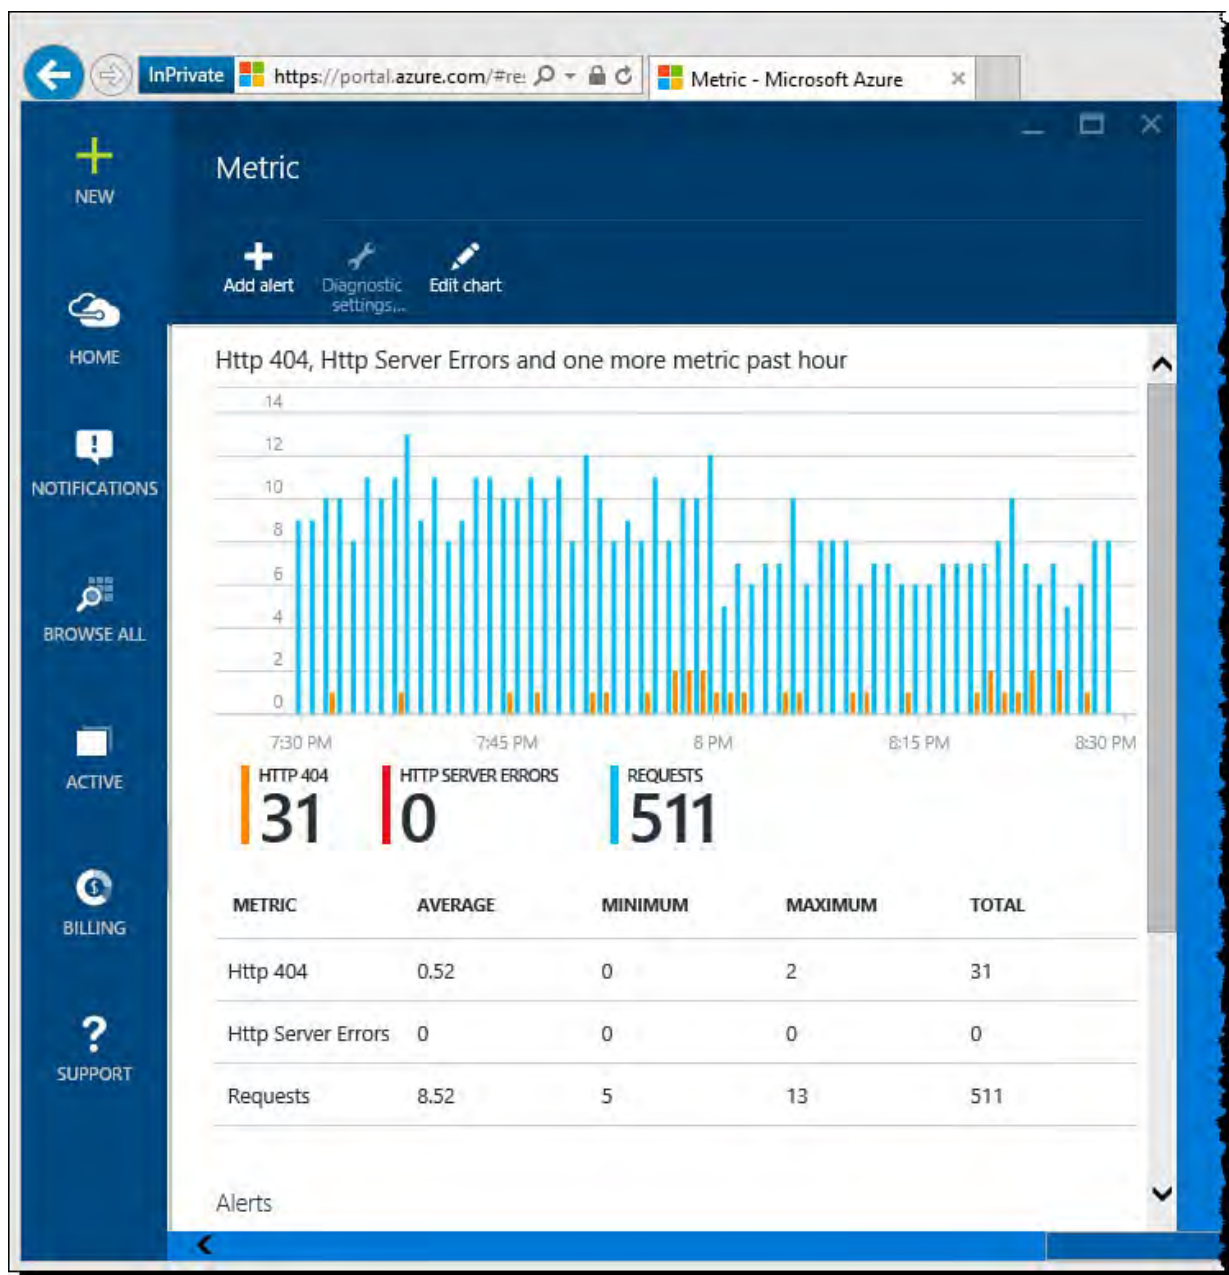 InPrivate https://portal.azure.com/#re: Metric - Microsoft Azure
NEW
Metric
Add alert Diagnostic settings... Edit chart
HOME
NOTIFICATIONS
BROWSE ALL
ACTIVE
BILLING
SUPPORT
Http 404, Http Server Errors and one more metric past hour
14
12
10
8
6
4
2
0
7:30 PM 7:45 PM 8 PM 8:15 PM 8:30 PM
HTTP 404 HTTP SERVER ERRORS REQUESTS
31 0 511
METRIC AVERAGE MINIMUM MAXIMUM TOTAL
Http 404 0.52 0 2 31
Http Server Errors 0 0 0 0
Requests 8.52 5 13 511
Alerts